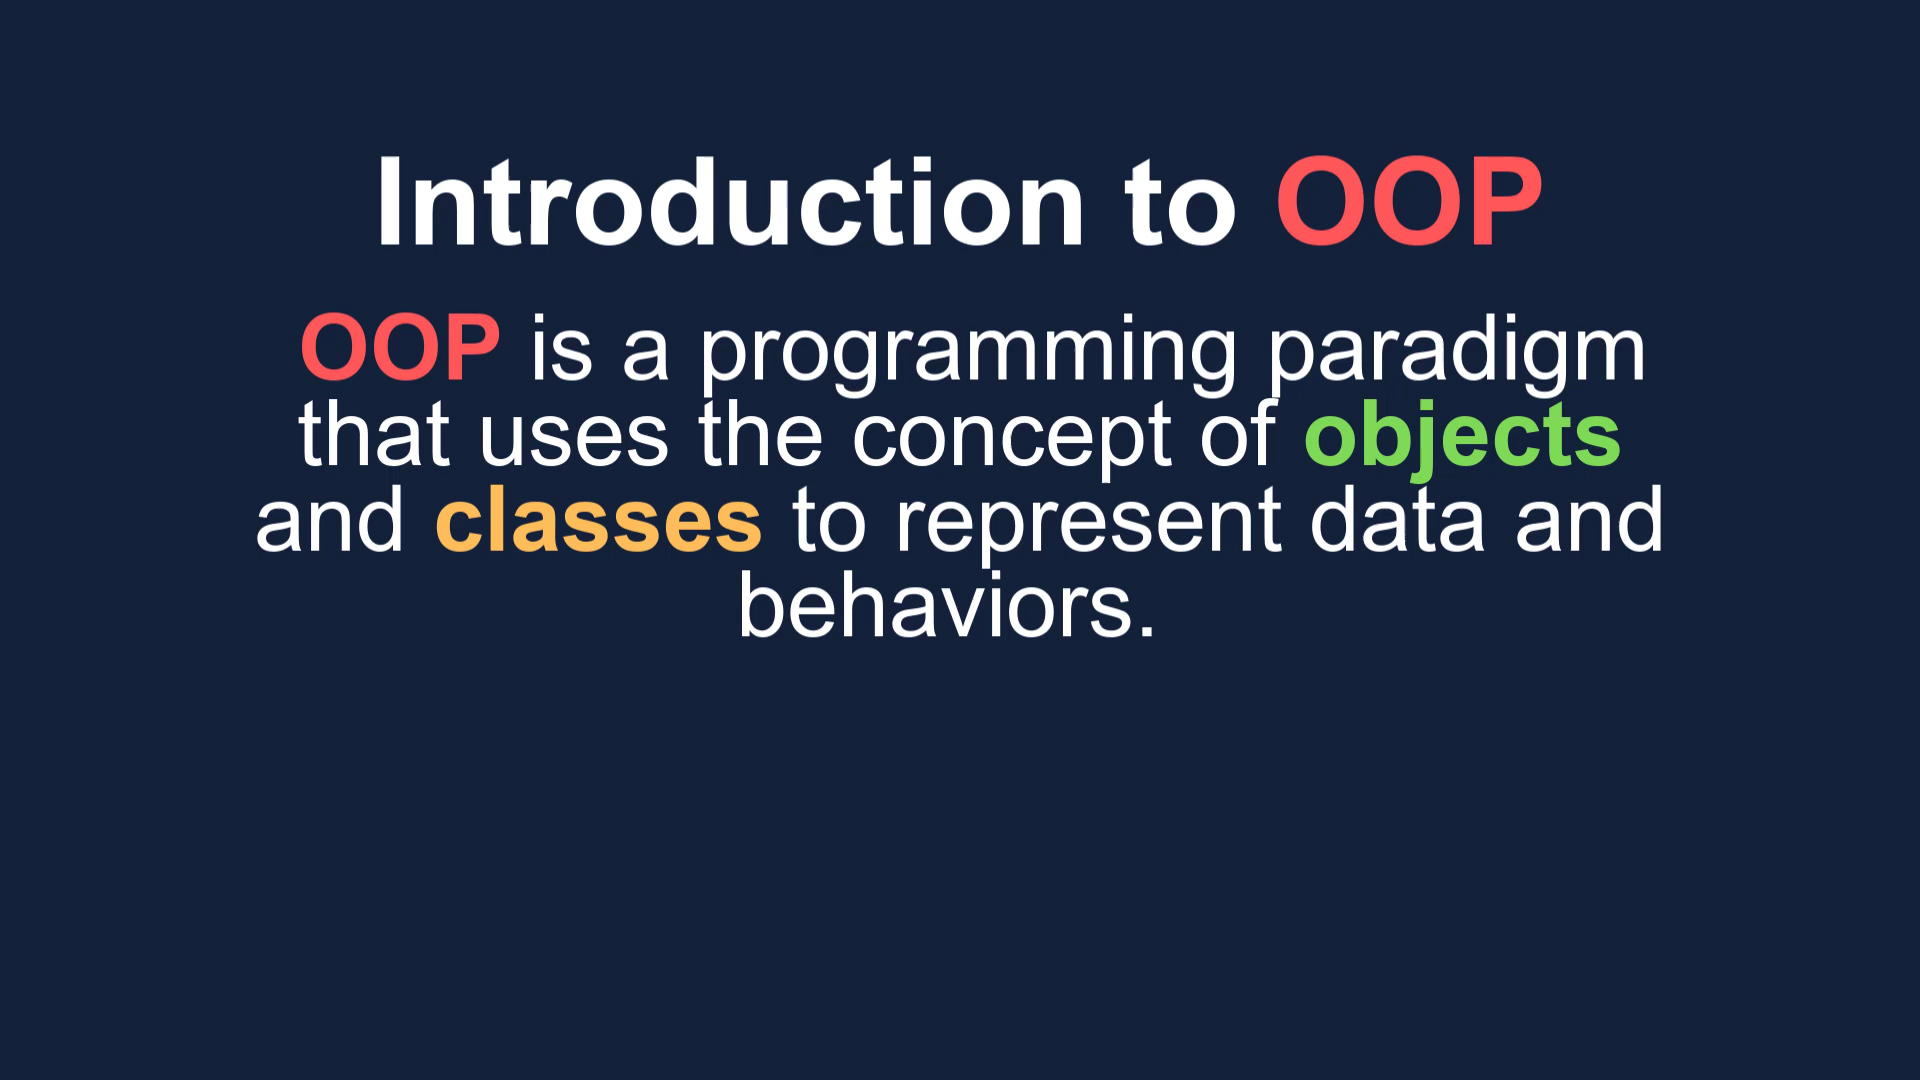 Introduction to OOP
OOP is a programming paradigm
that uses the concept of objects
and classes to represent data and
behaviors.